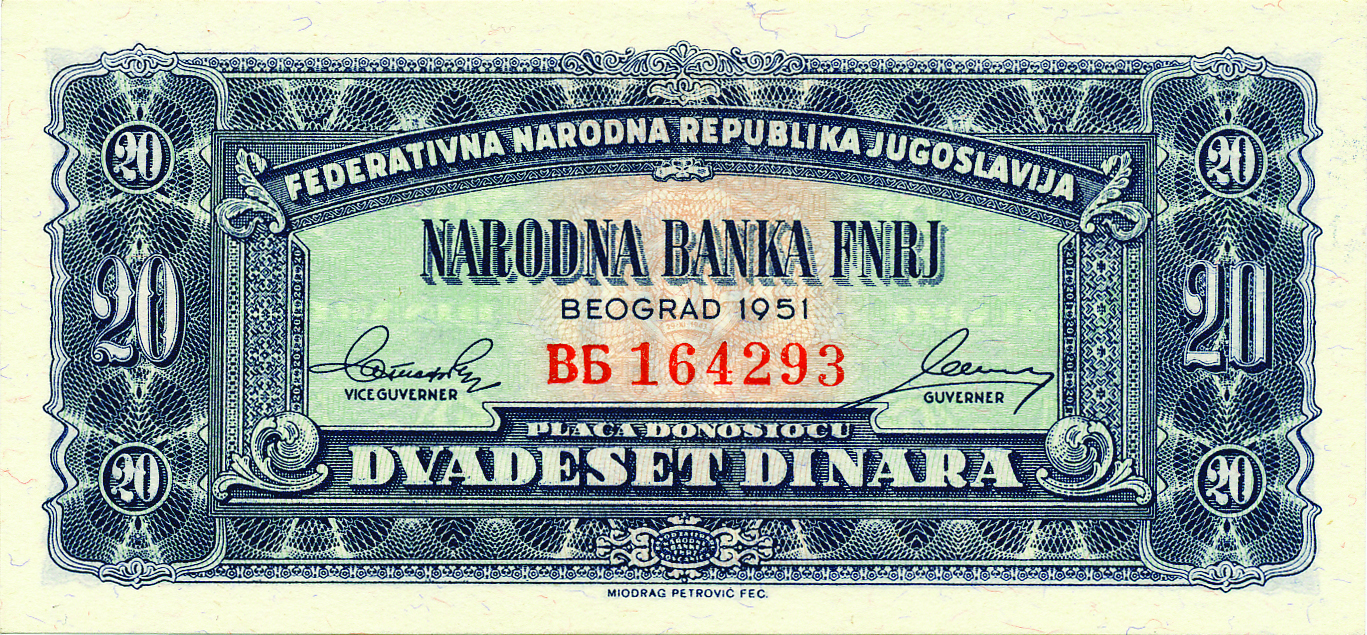 FEDERATIVNA NARODNA REPUBLIKA JUGOSLAVIJA
20
20
NARODNA BANKA FNRJ
BEOGRAD 1951
20
20
ВБ 164293
VICEGUVERNER
GUVERNER
PLAĆA DONOSIOCU
DVADESET DINARA
20
20
MIODRAG PETROVIĆ FEC.